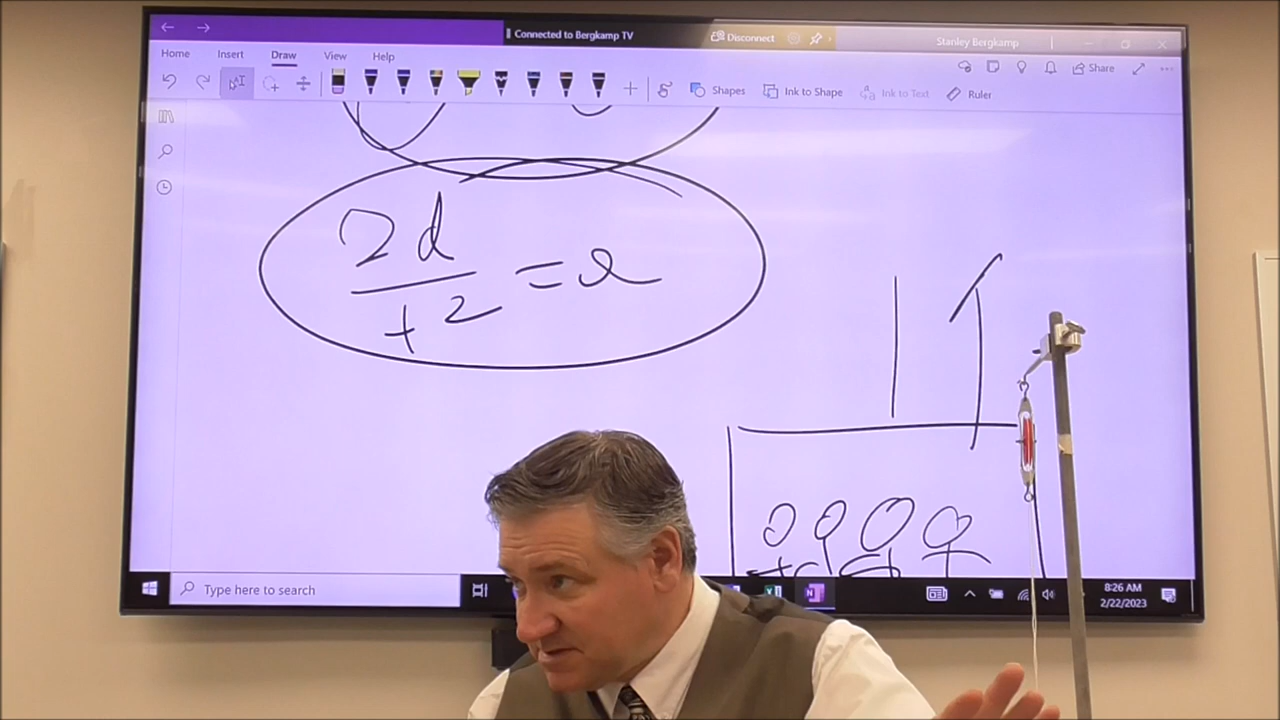 Connected to Bergkamp TV
Disconnect
Stanley Bergkamp
Home Insert Draw View Help
Share
Shapes Ink to Shape Ink to Text Ruler
2d
t² = a
Type here to search
8:26 AM
2/22/2023